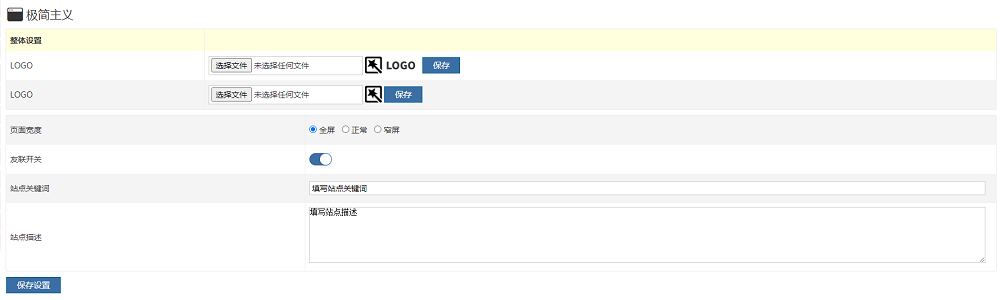 极简主义
整体设置
LOGO 选择文件 未选择任何文件 LOGO 保存
LOGO 选择文件 未选择任何文件 保存
页面宽度 全屏 正常 窄屏
友联开关
站点关键词 填写站点关键词
站点描述 填写站点描述
保存设置